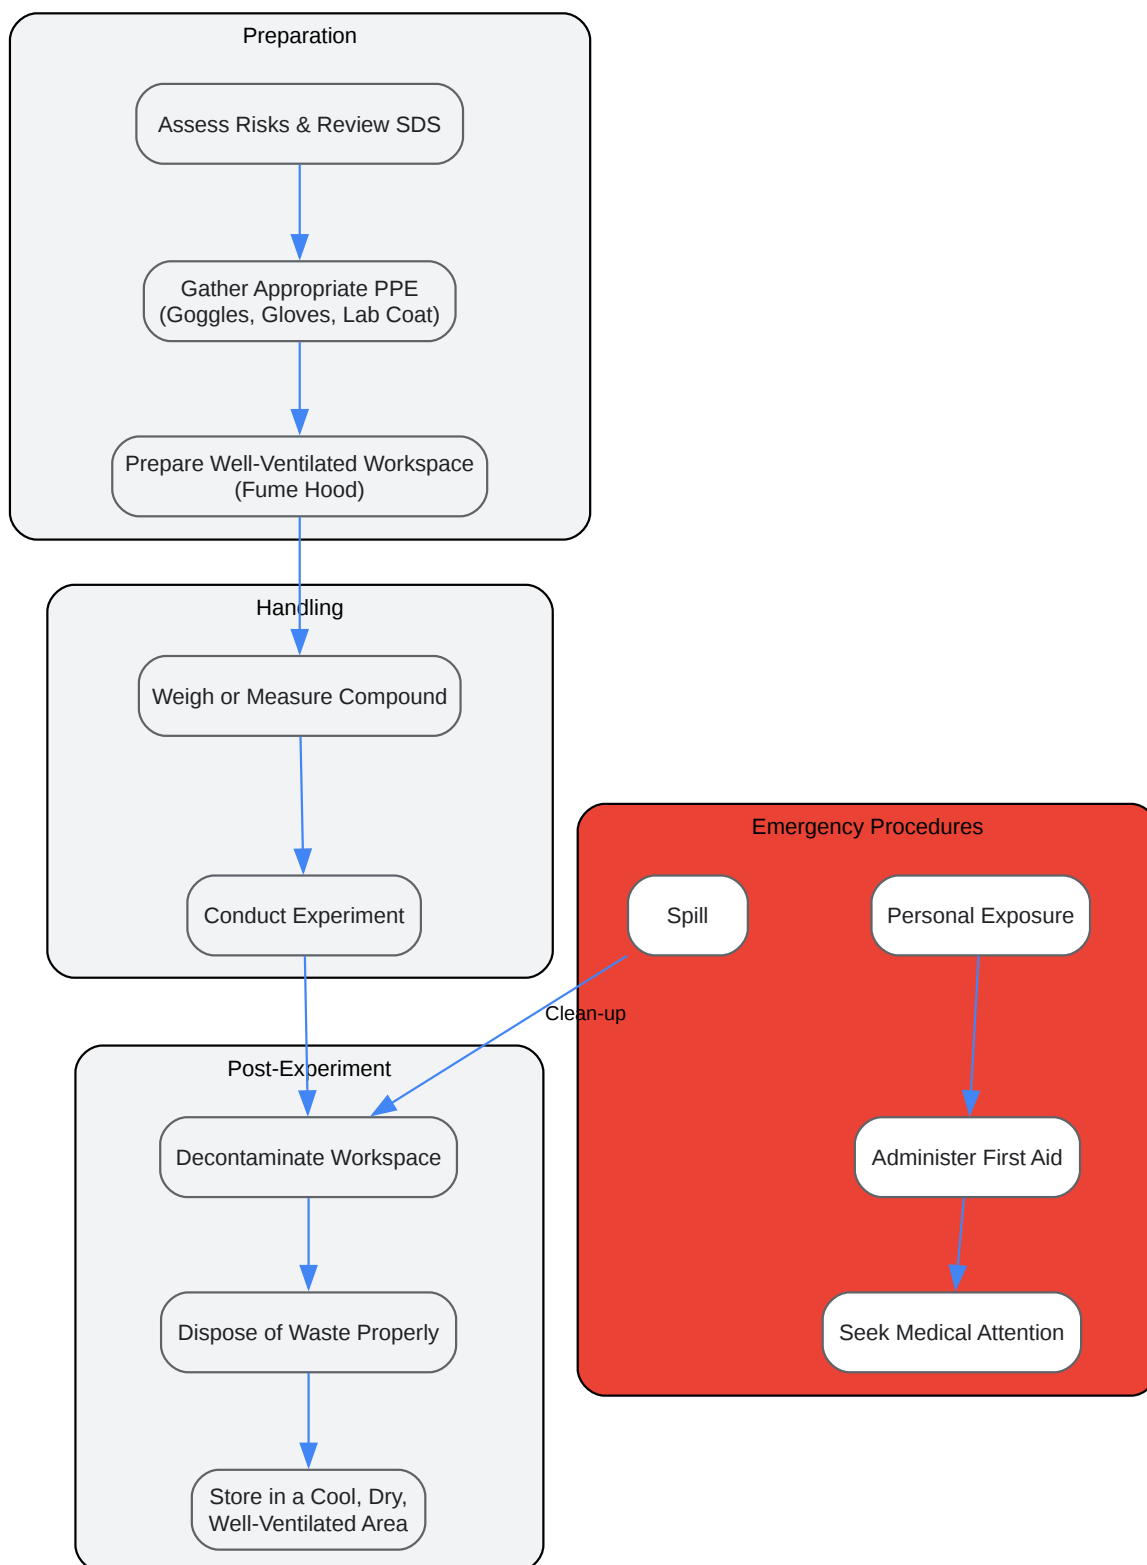 Preparation
Assess Risks & Review SDS
Gather Appropriate PPE
(Goggles, Gloves, Lab Coat)
Prepare Well-Ventilated Workspace
(Fume Hood)
Handling
Weigh or Measure Compound
Conduct Experiment
Emergency Procedures
Spill
Personal Exposure
Clean-up
Post-Experiment
Decontaminate Workspace
Administer First Aid
Dispose of Waste Properly
Seek Medical Attention
Store in a Cool, Dry,
Well-Ventilated Area